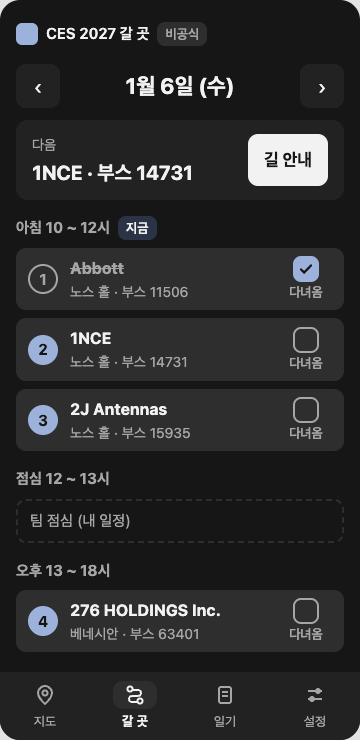 CES 2027 갈 곳 비공식
‹ 1월 6일 (수) ›
다음
1NCE · 부스 14731
길 안내
아침 10 ~ 12시 지금
1 Abbott
노스 홀 · 부스 11506
다녀옴
2 1NCE
노스 홀 · 부스 14731
다녀옴
3 2J Antennas
노스 홀 · 부스 15935
다녀옴
점심 12 ~ 13시
팀 점심 (내 일정)
오후 13 ~ 18시
4 276 HOLDINGS Inc.
베네시안 · 부스 63401
다녀옴
지도 갈 곳 일기 설정